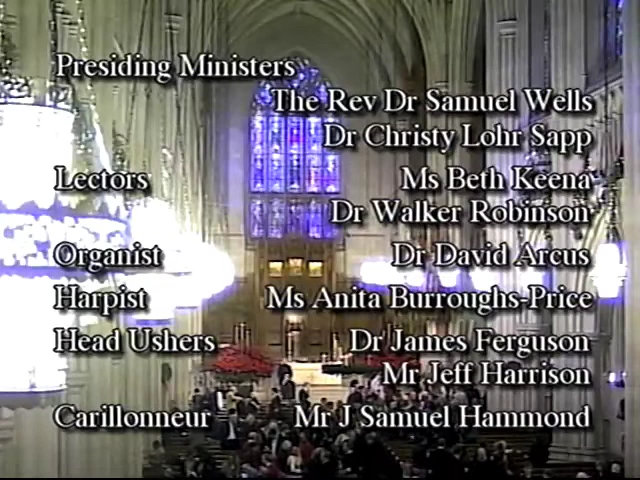 Presiding Ministers
The Rev Dr Samuel Wells
Dr Christy Lohr Sapp
Lectors Ms Beth Keena
Dr Walker Robinson
Organist Dr David Arcus
Harpist Ms Anita Burroughs-Price
Head Ushers Dr James Ferguson
Mr Jeff Harrison
Carillonneur Mr J Samuel Hammond